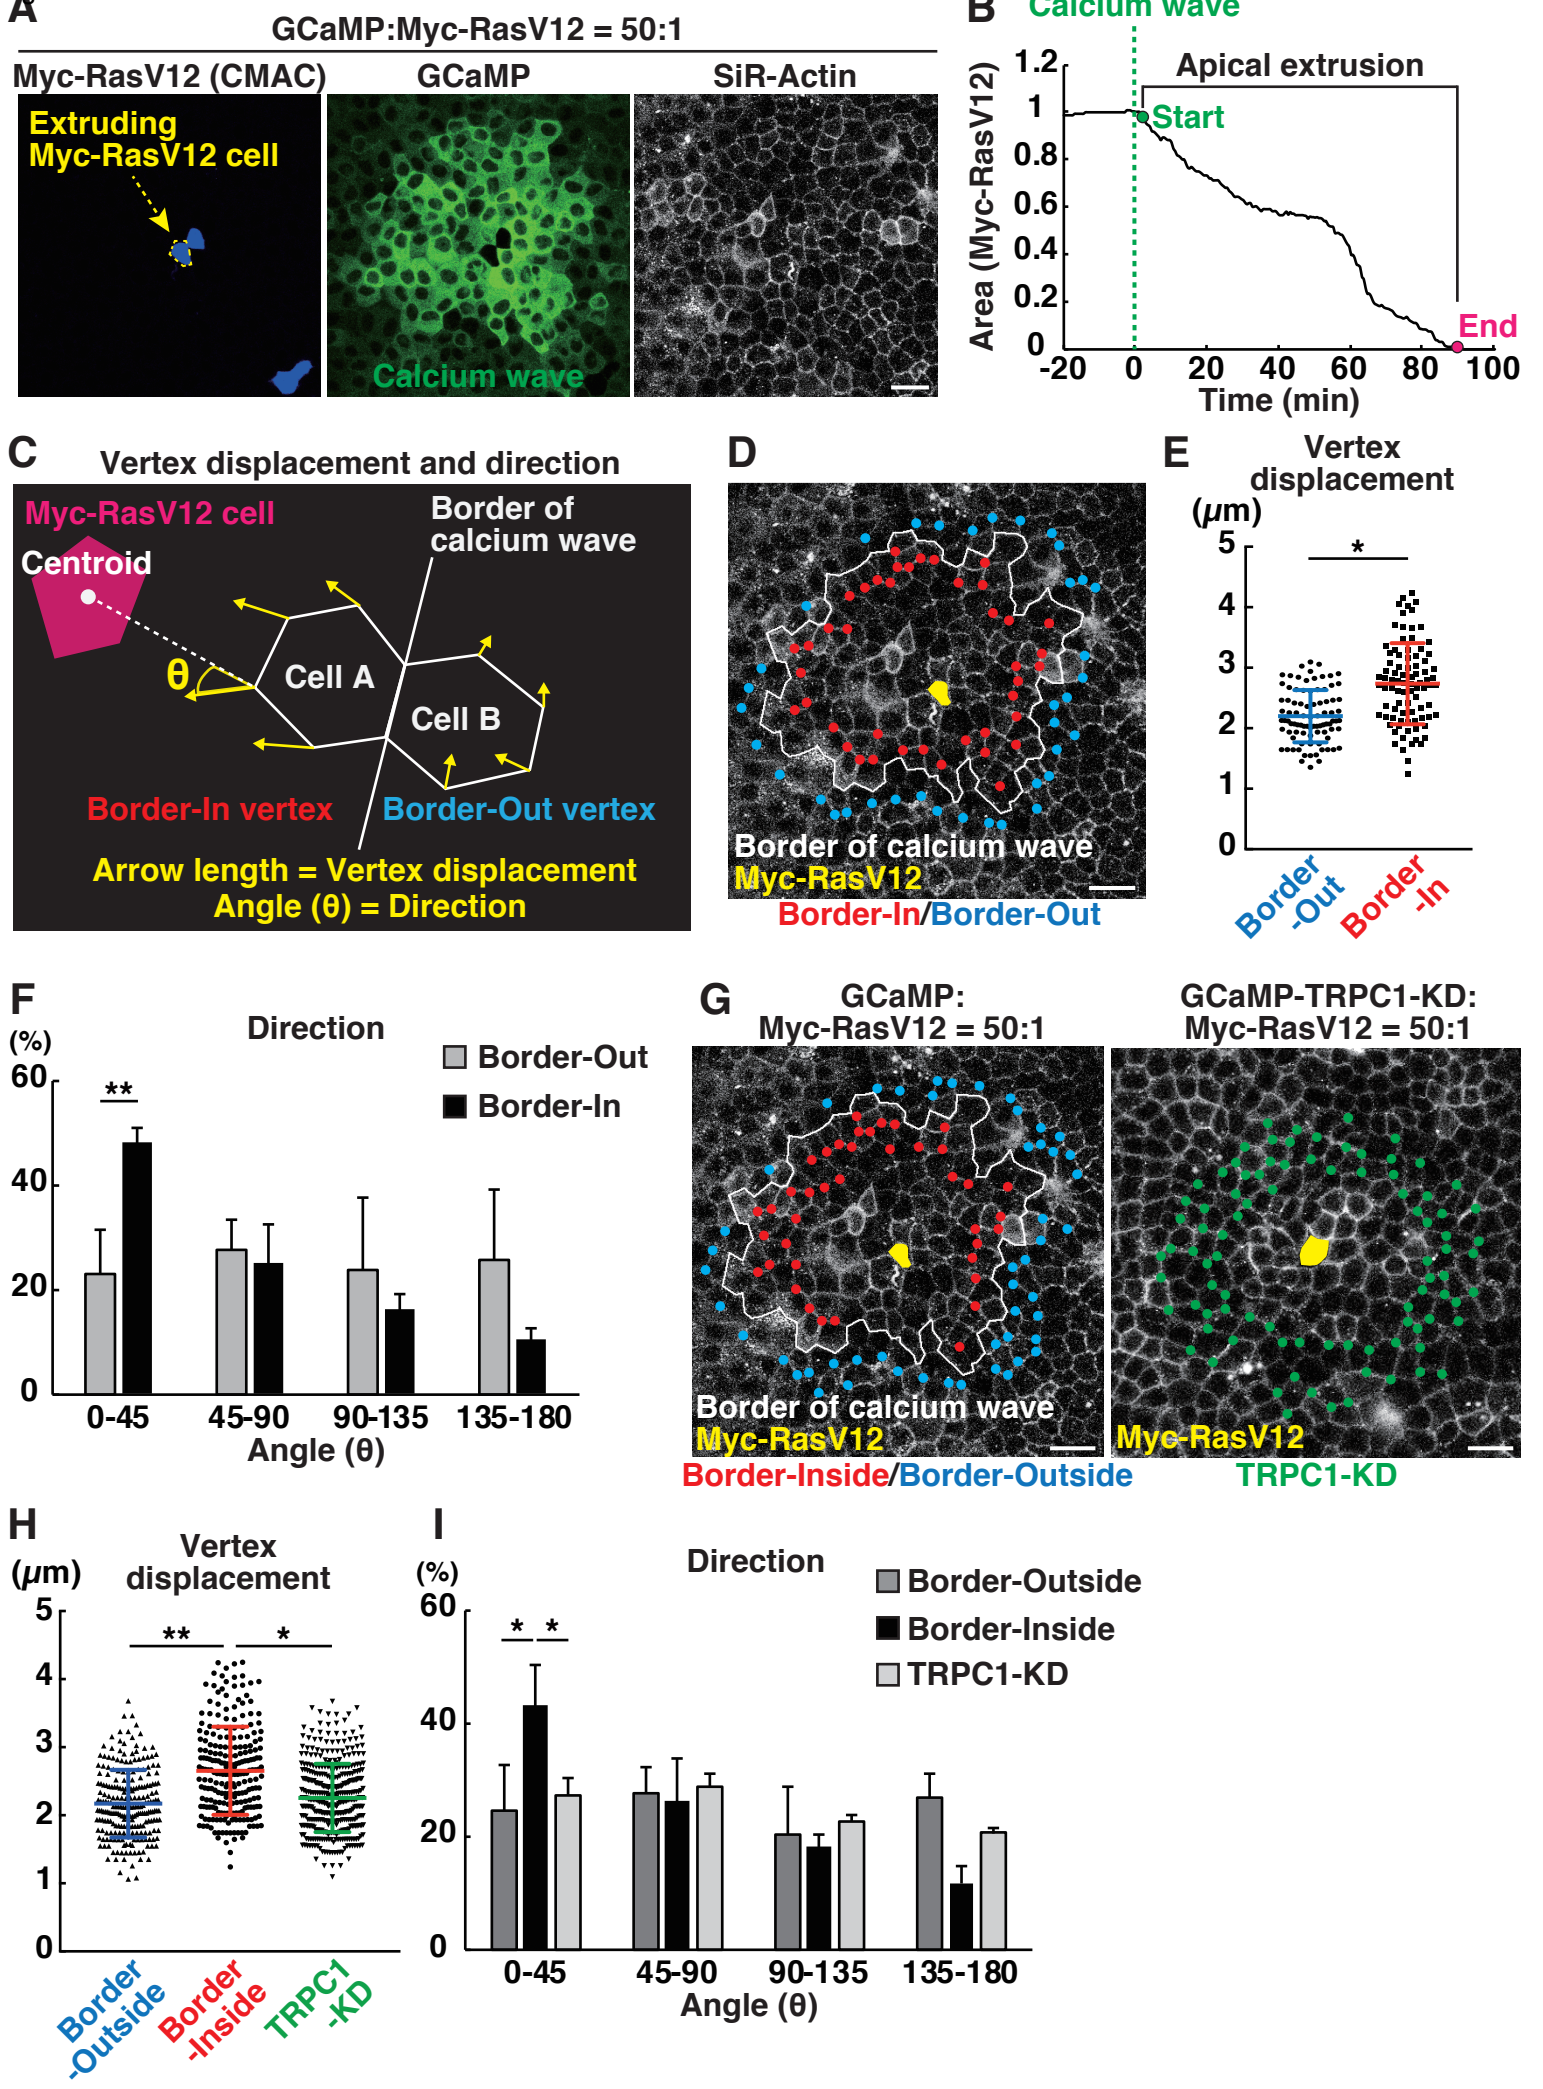 A
GCaMP:Myc-RasV12 = 50:1
Myc-RasV12 (CMAC)
GCaMP
SiR-Actin
Extruding
Myc-RasV12 cell
Calcium wave
B
Calcium wave
Apical extrusion
Start
End
Area (Myc-RasV12)
1.2
1
0.8
0.6
0.4
0.2
0
-20 0 20 40 60 80 100
Time (min)
C
Vertex displacement and direction
Myc-RasV12 cell
Centroid
Border of
calcium wave
θ
Cell A
Cell B
Border-In vertex
Border-Out vertex
Arrow length = Vertex displacement
Angle (θ) = Direction
D
Border of calcium wave
Myc-RasV12
Border-In/Border-Out
E
Vertex
displacement
(µm)
5
4
3
2
1
0
*
Border
-Out
Border
-In
F
(%)
Direction
Border-Out
Border-In
60
40
20
0
**
0-45 45-90 90-135 135-180
Angle (θ)
G
GCaMP:
Myc-RasV12 = 50:1
GCaMP-TRPC1-KD:
Myc-RasV12 = 50:1
Border of calcium wave
Myc-RasV12
Border-Inside/Border-Outside
Myc-RasV12
TRPC1-KD
H
Vertex
displacement
(µm)
5
4
3
2
1
0
** *
Border
-Outside
Border
-Inside
TRPC1
-KD
I
(%)
Direction
Border-Outside
Border-Inside
TRPC1-KD
60
40
20
0
* *
0-45 45-90 90-135 135-180
Angle (θ)